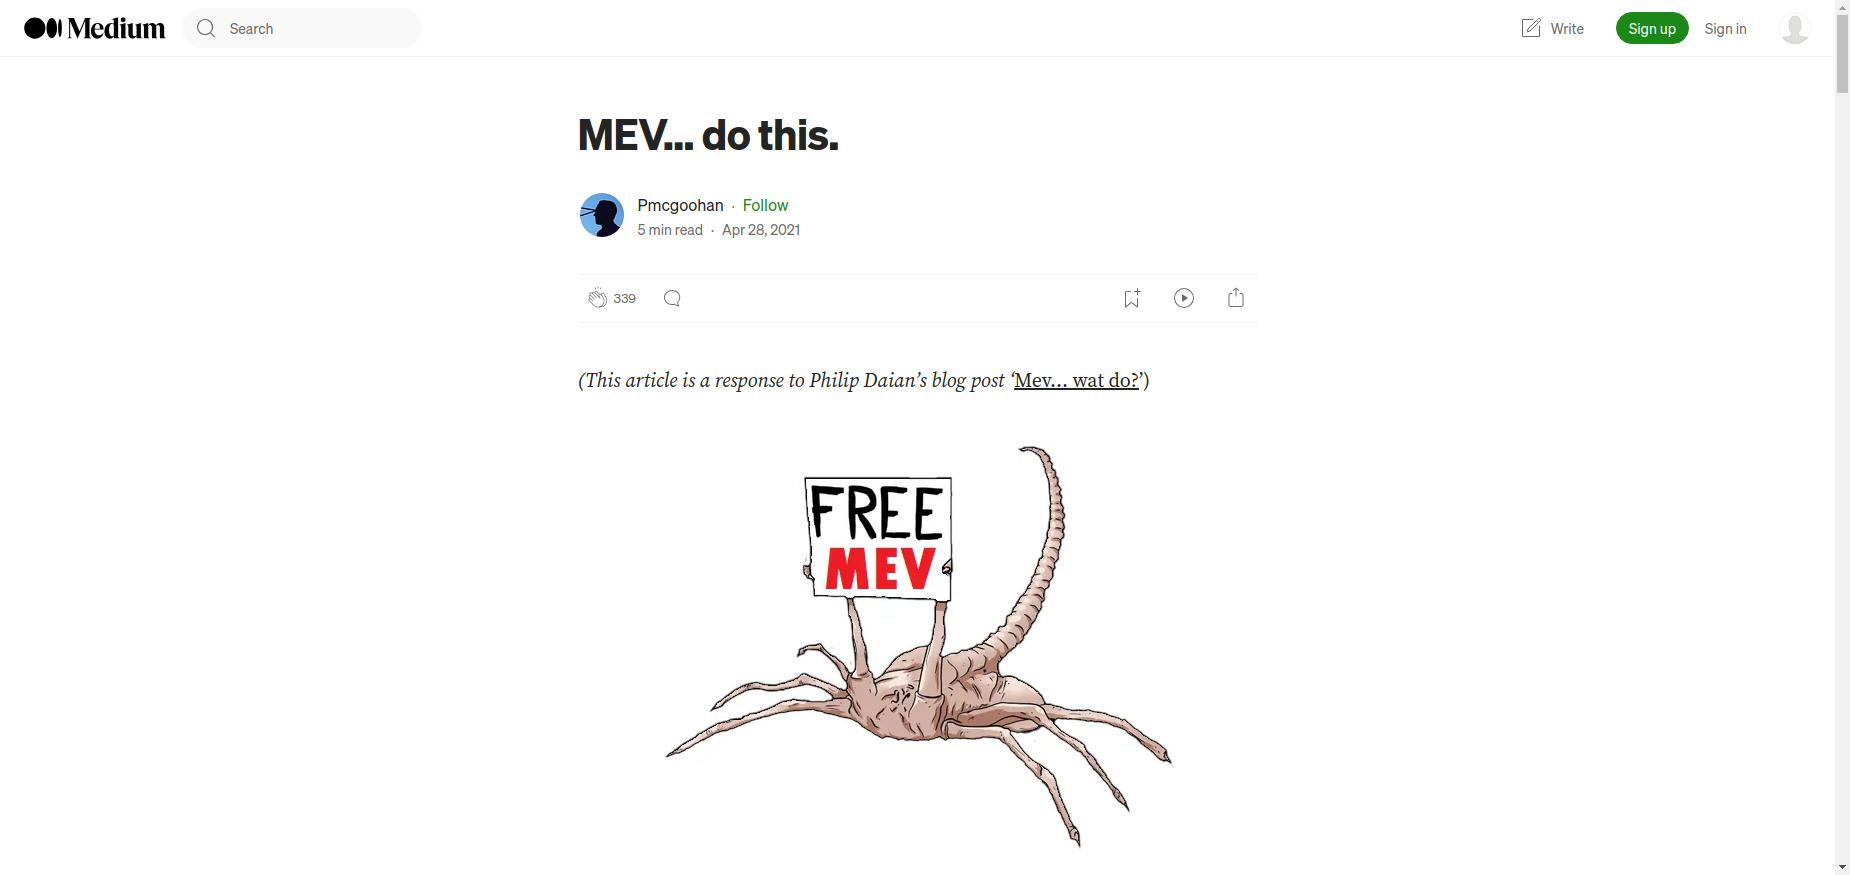 Medium
Search
Write
Sign up
Sign in
MEV... do this.
Pmcgoohan · Follow
5 min read · Apr 28, 2021
339
(This article is a response to Philip Daian’s blog post ‘Mev… wat do?’)
FREE
MEV